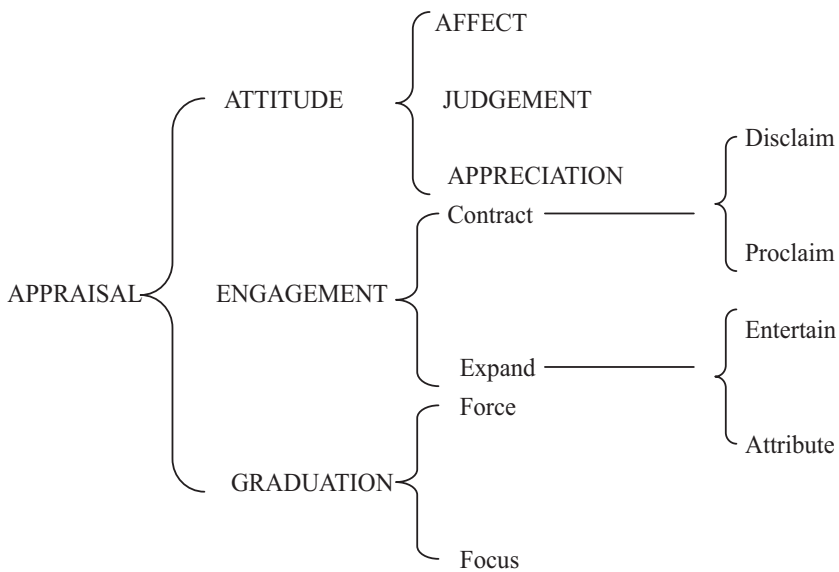 AFFECT
ATTITUDE
JUDGEMENT
Disclaim
APPRECIATION
Contract
Proclaim
APPRAISAL
ENGAGEMENT
Entertain
Expand
Force
Attribute
GRADUATION
Focus